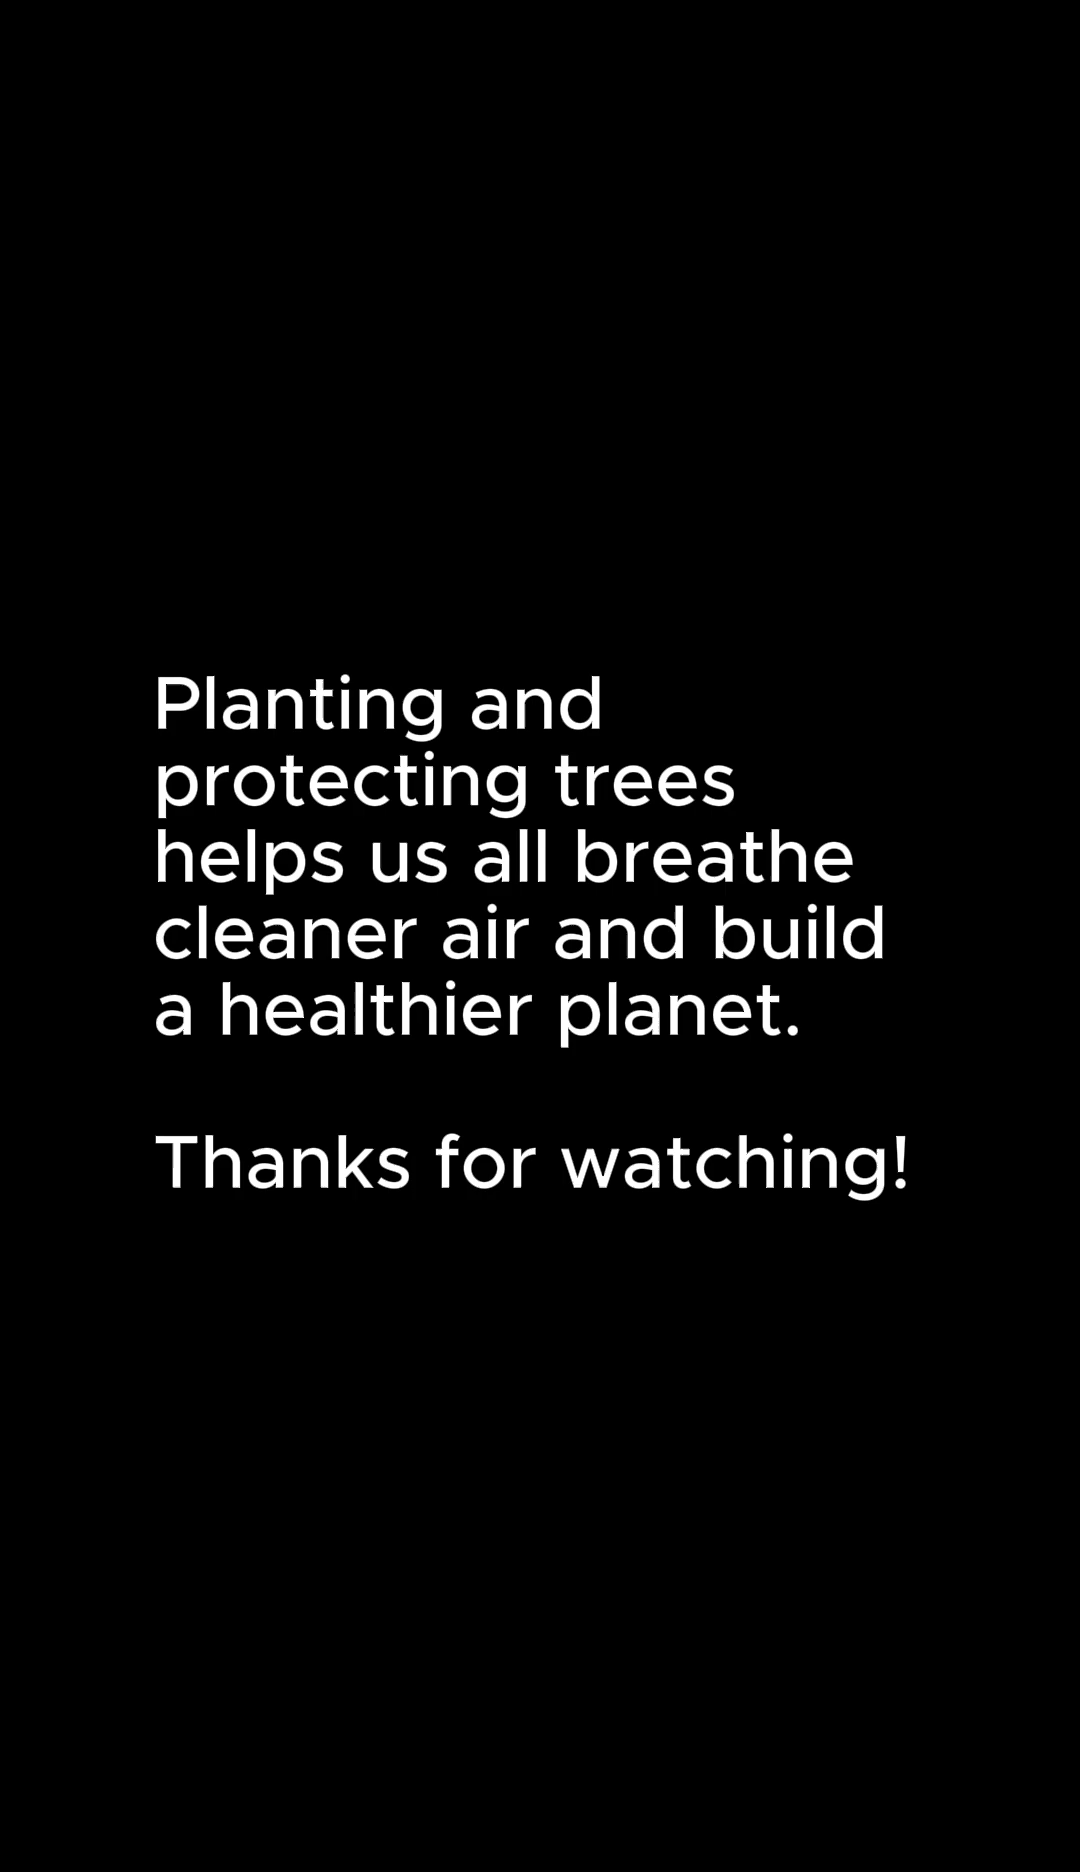 Planting and
protecting trees
helps us all breathe
cleaner air and build
a healthier planet.
Thanks for watching!